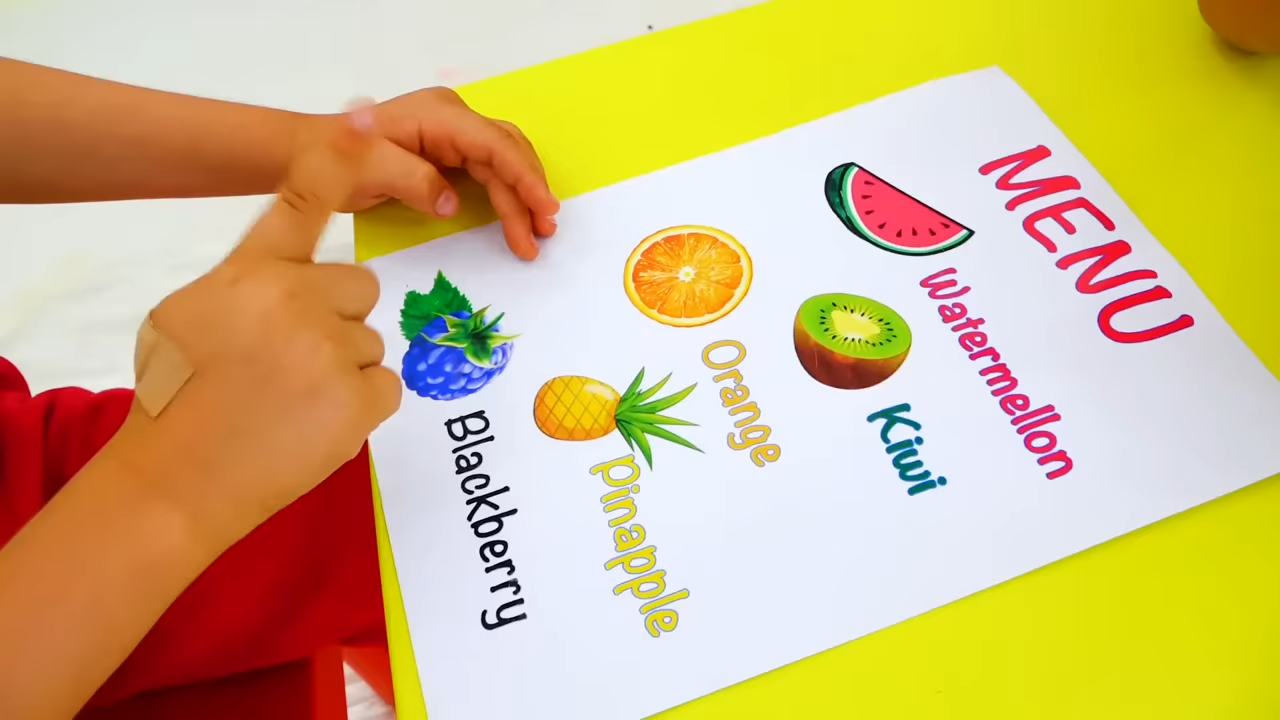 MENU
Watermellon
Kiwi
Orange
Pinapple
Blackberry